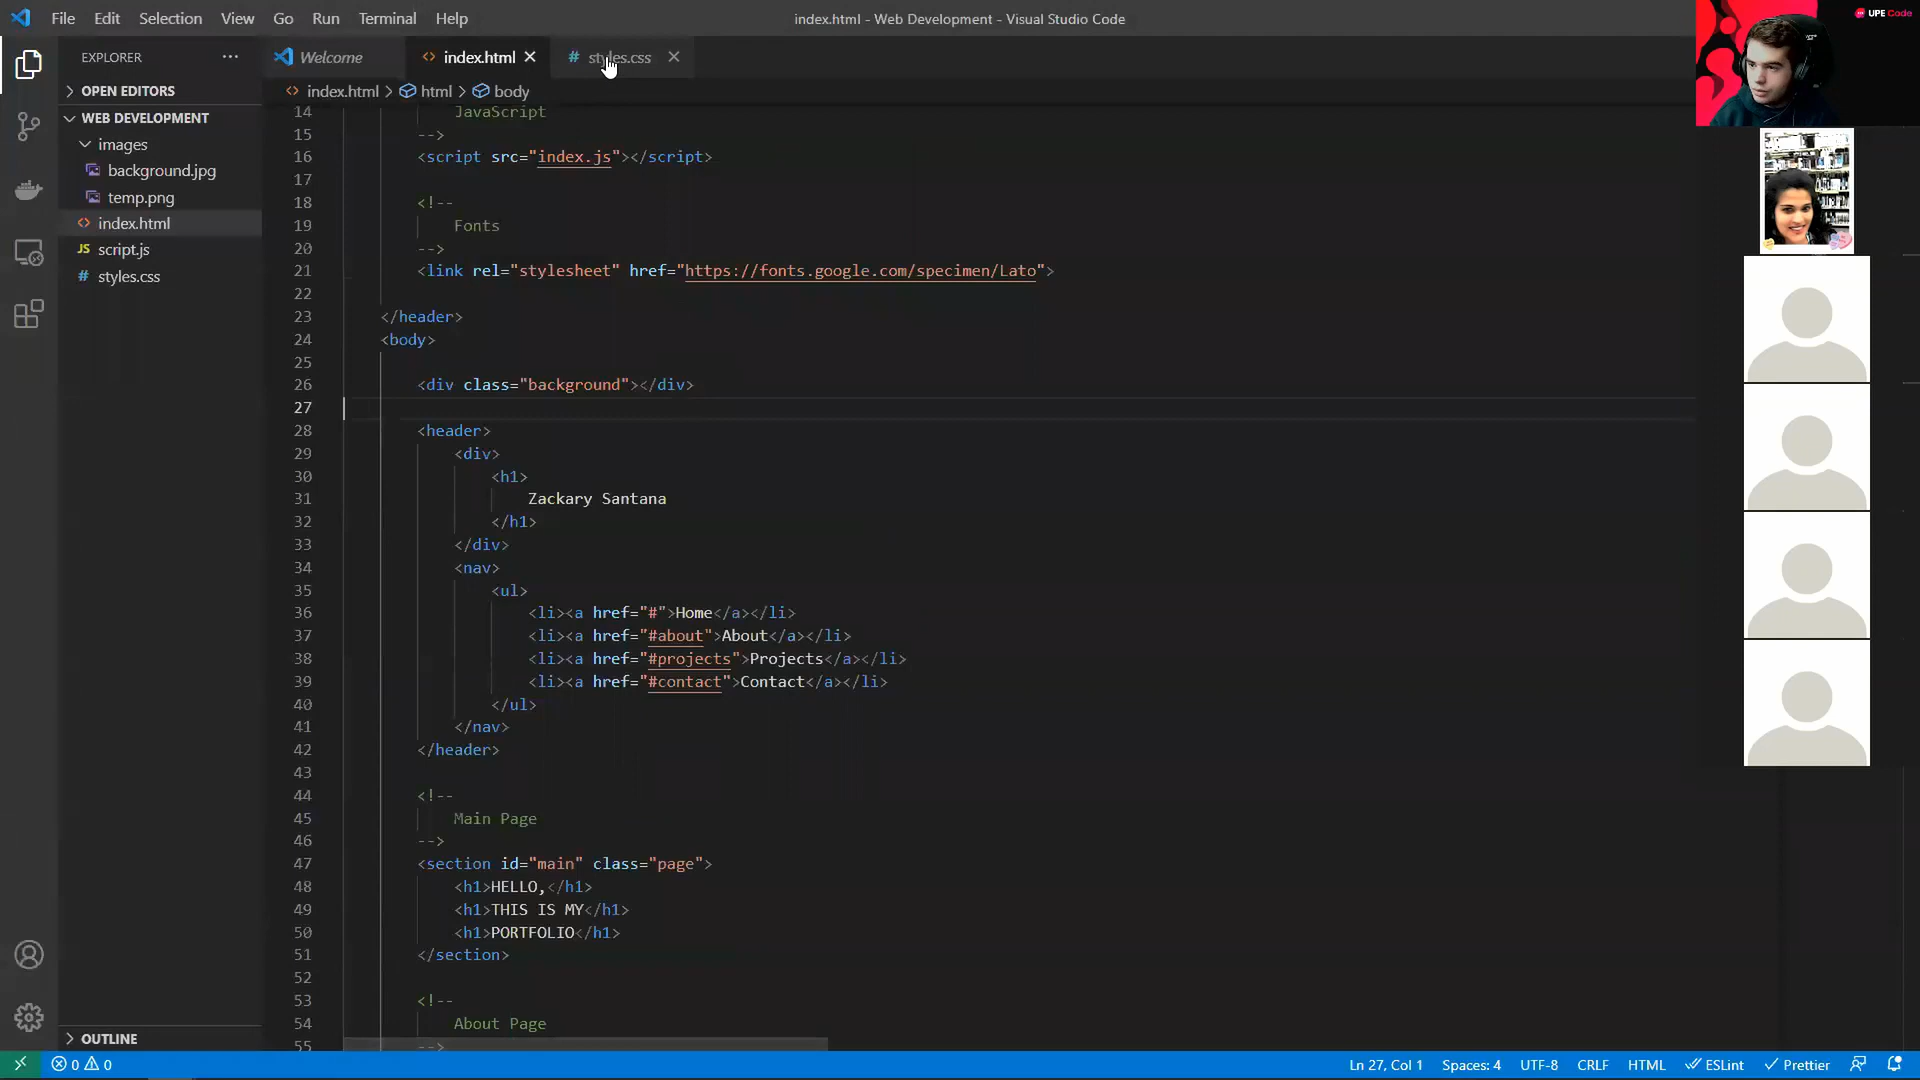 File Edit Selection View Go Run Terminal Help
index.html - Web Development - Visual Studio Code
UPE Code
EXPLORER ...
Welcome
<> index.html
# styles.css
OPEN EDITORS
<> index.html > html > body
WEB DEVELOPMENT
images
background.jpg
temp.png
<> index.html
JS script.js
# styles.css
OUTLINE
14 JavaScript
15 -->
16 <script src="index.js"></script>
17
18 <!--
19 Fonts
20 -->
21 <link rel="stylesheet" href="https://fonts.google.com/specimen/Lato">
22
23 </header>
24 <body>
25
26 <div class="background"></div>
27
28 <header>
29 <div>
30 <h1>
31 Zackary Santana
32 </h1>
33 </div>
34 <nav>
35 <ul>
36 <li><a href="#">Home</a></li>
37 <li><a href="#about">About</a></li>
38 <li><a href="#projects">Projects</a></li>
39 <li><a href="#contact">Contact</a></li>
40 </ul>
41 </nav>
42 </header>
43
44 <!--
45 Main Page
46 -->
47 <section id="main" class="page">
48 <h1>HELLO,</h1>
49 <h1>THIS IS MY</h1>
50 <h1>PORTFOLIO</h1>
51 </section>
52
53 <!--
54 About Page
55 -->
0 0
Ln 27, Col 1 Spaces: 4 UTF-8 CRLF HTML ESLint Prettier